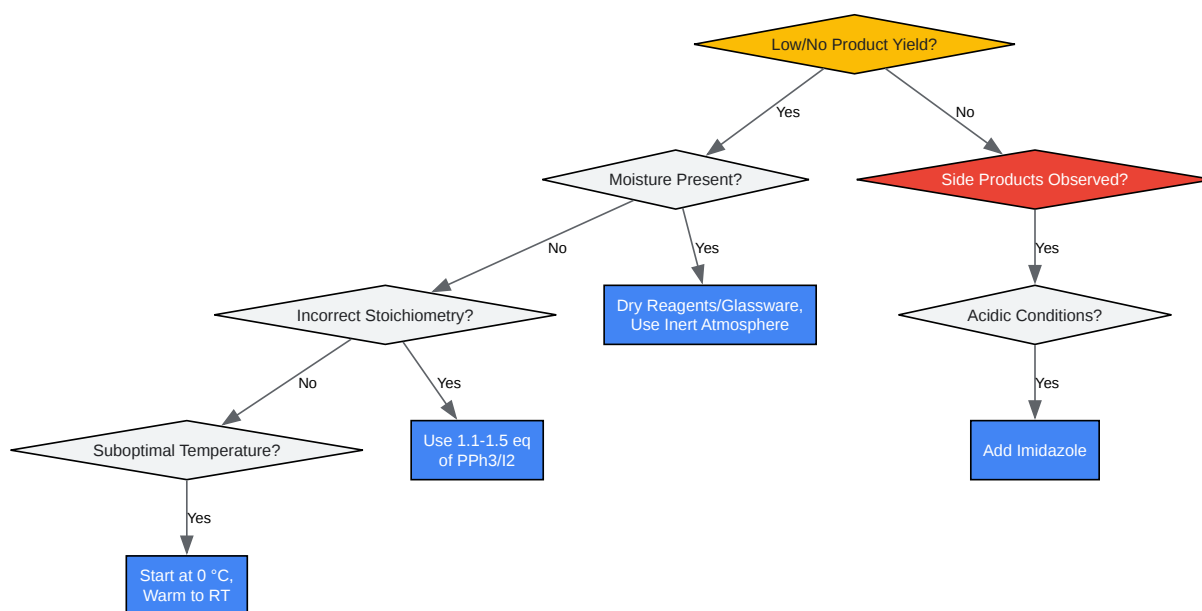 Low/No Product Yield?
Yes
No
Moisture Present?
Side Products Observed?
No
Yes
Yes
Incorrect Stoichiometry?
Dry Reagents/Glassware,
Use Inert Atmosphere
Acidic Conditions?
No
Yes
Yes
Suboptimal Temperature?
Use 1.1-1.5 eq
of PPh3/I2
Add Imidazole
Yes
Start at 0 °C,
Warm to RT